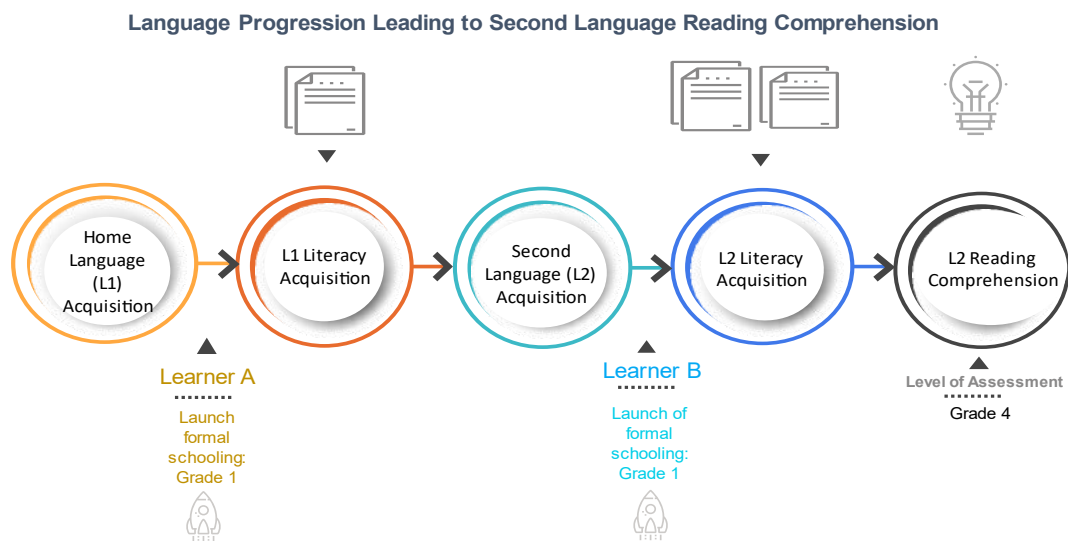 Language Progression Leading to Second Language Reading Comprehension
Home
Language
(L1)
Acquisition
L1 Literacy
Acquisition
Second
Language (L2)
Acquisition
L2 Literacy
Acquisition
L2 Reading
Comprehension
Learner A
Launch
formal
schooling:
Grade 1
Learner B
Launch of
formal
schooling:
Grade 1
Level of Assessment
Grade 4